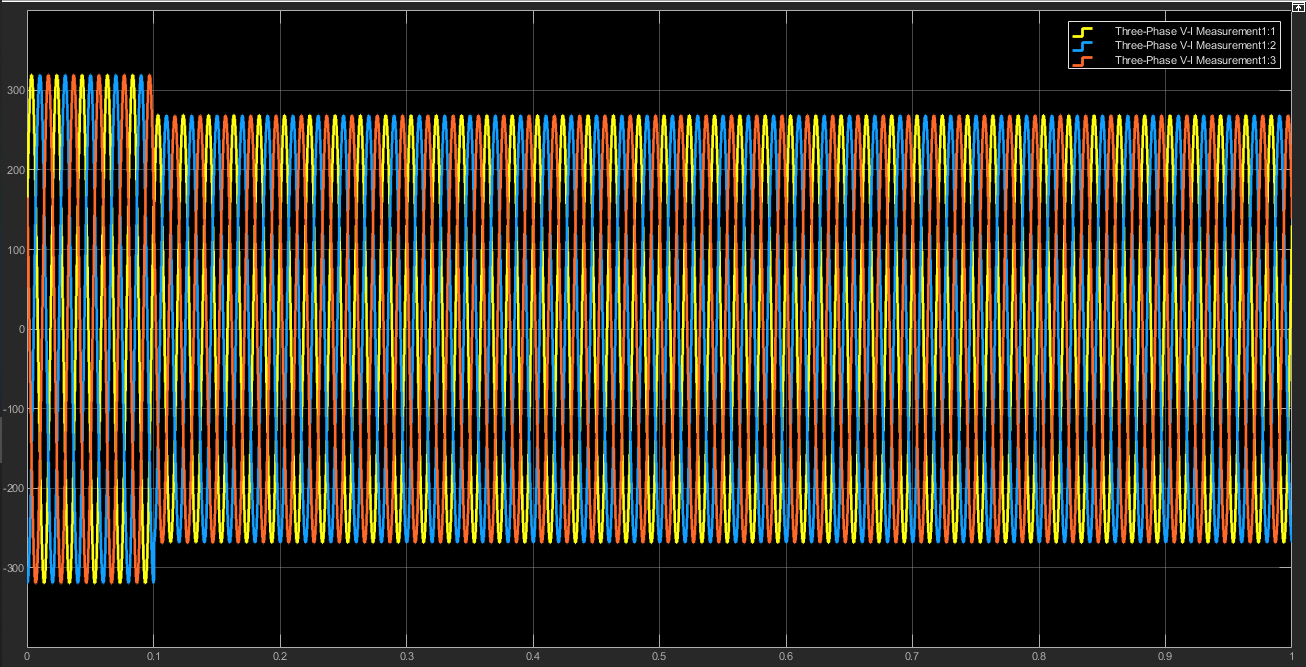 Three-Phase V-I Measurement1:1
Three-Phase V-I Measurement1:2
Three-Phase V-I Measurement1:3
300
200
100
0
-100
-200
-300
0 0.1 0.2 0.3 0.4 0.5 0.6 0.7 0.8 0.9 1